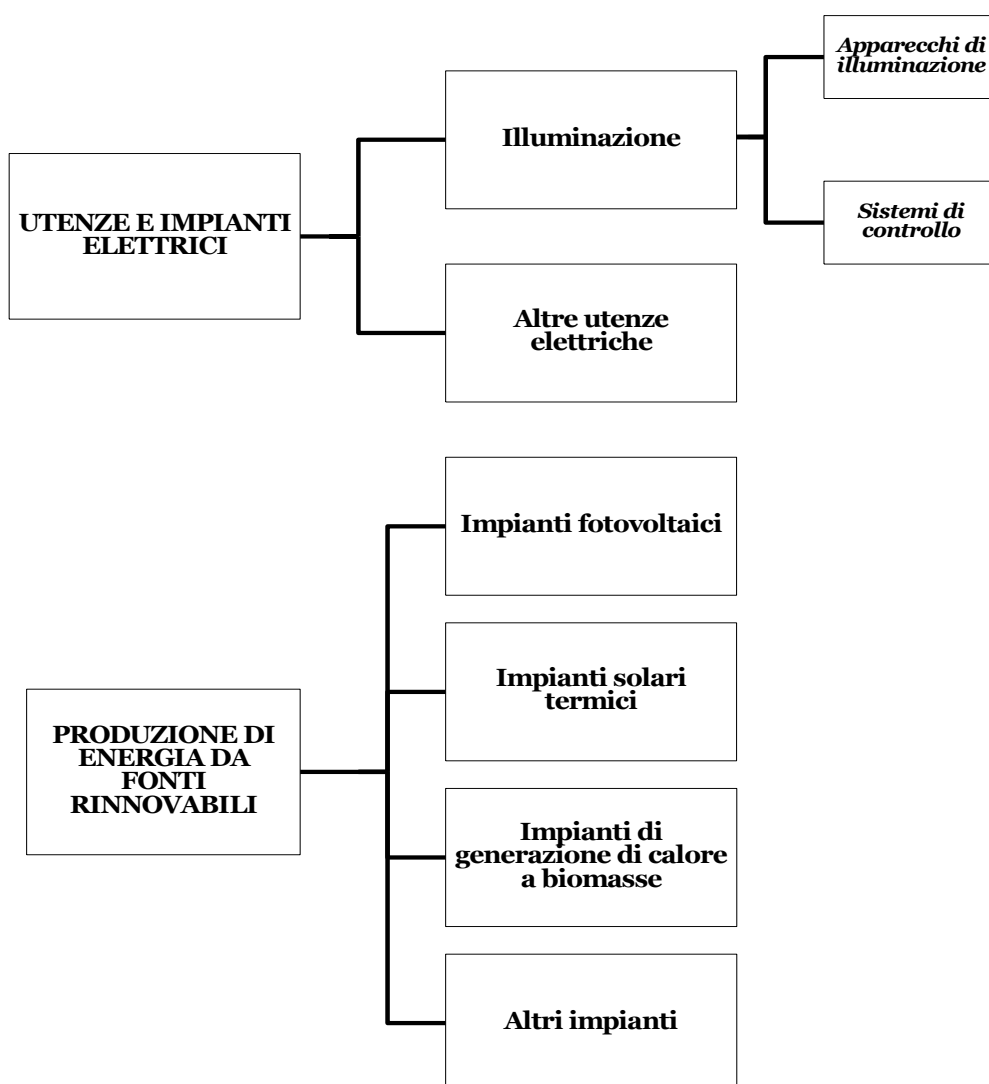 Apparecchi di
illuminazione
Illuminazione
UTENZE E IMPIANTI
ELETTRICI
Sistemi di
controllo
Altre utenze
elettriche
Impianti fotovoltaici
Impianti solari
termici
PRODUZIONE DI
ENERGIA DA
FONTI
RINNOVABILI
Impianti di
generazione di calore
a biomasse
Altri impianti